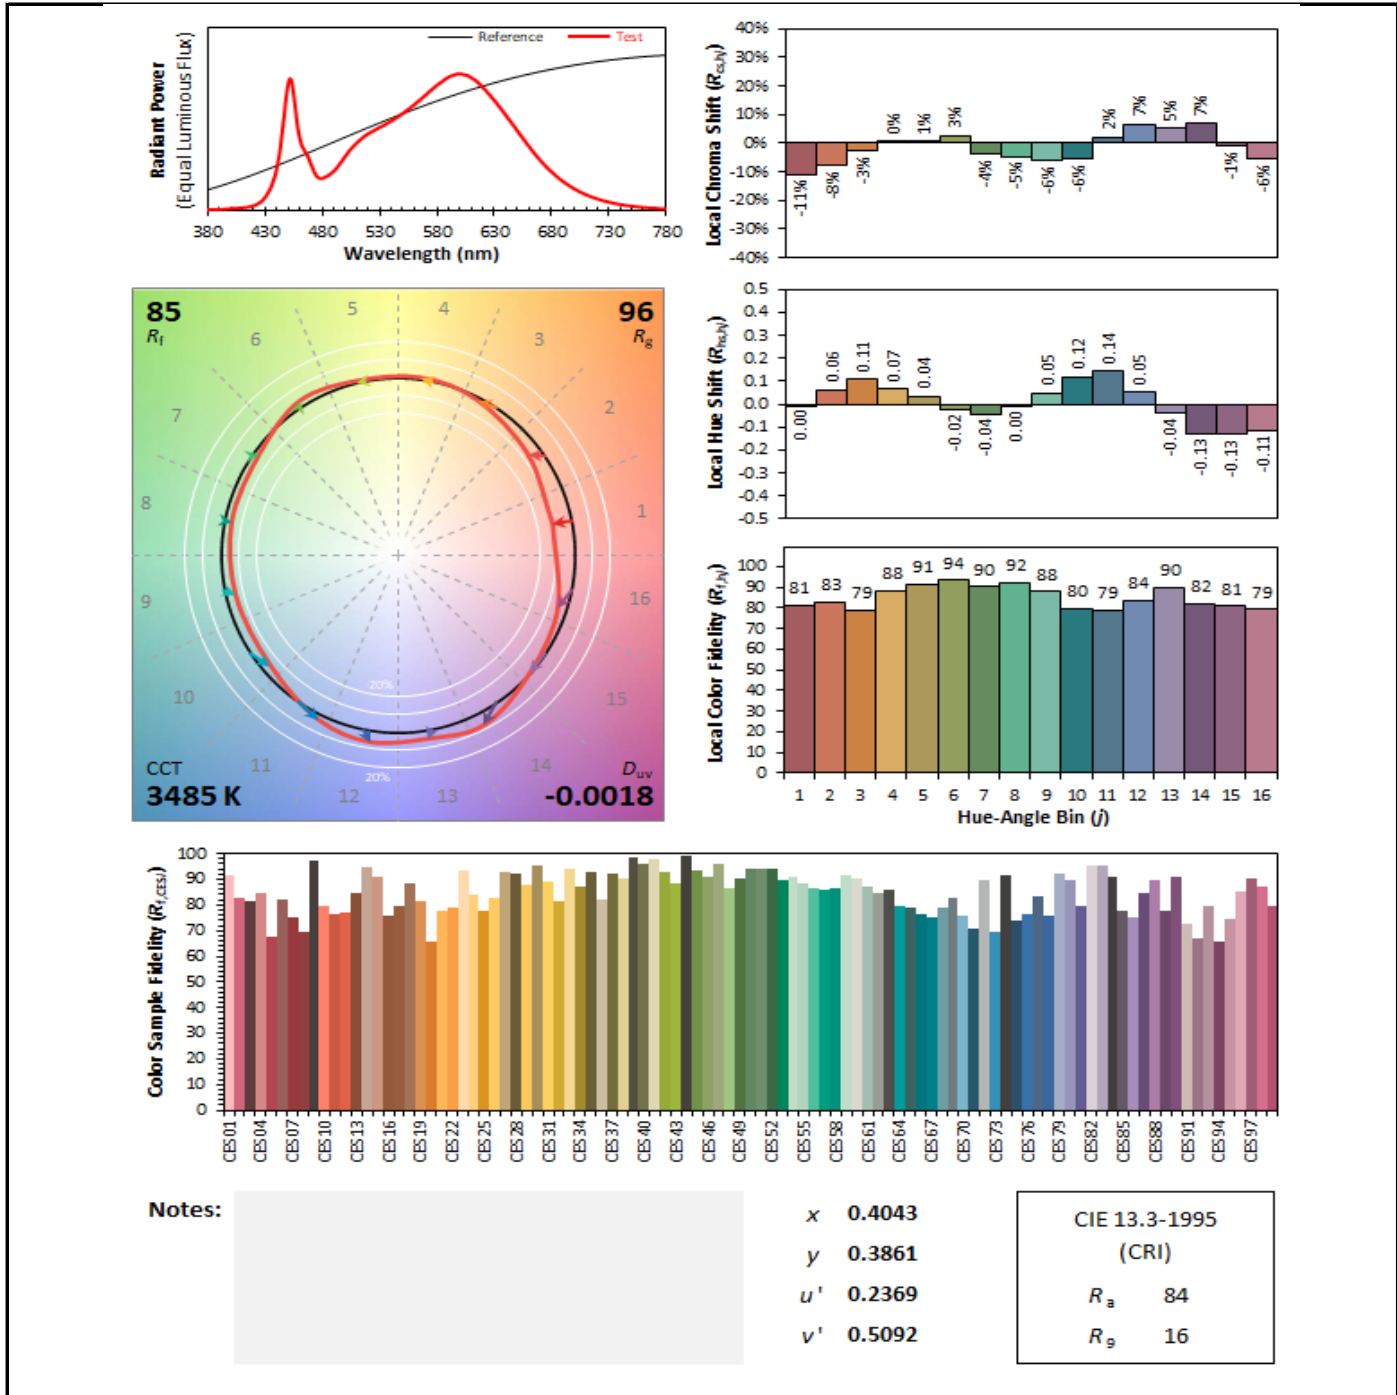 Radiant Power
(Equal Luminous Flux)
Reference
Test
380 430 480 530 580 630 680 730 780
Wavelength (nm)
Local Chroma Shift (Rcs,hj)
40%
30%
20%
10%
0%
-10%
-20%
-30%
-40%
-11% -8% -3% 0% 1% 3% -4% -5% -6% -6% 2% 7% 5% 7% -1% -6%
85
Rf
96
Rg
1 2 3 4 5 6 7 8 9 10 11 12 13 14 15 16
20%
20%
CCT
3485 K
Duv
-0.0018
Local Hue Shift (Rhs,hj)
0.5
0.4
0.3
0.2
0.1
0.0
-0.1
-0.2
-0.3
-0.4
-0.5
0.00 0.06 0.11 0.07 0.04 -0.02 -0.04 0.00 0.05 0.12 0.14 0.05 -0.04 -0.13 -0.13 -0.11
Local Color Fidelity (Rf,hj)
100
90
80
70
60
50
40
30
20
10
0
81 83 79 88 91 94 90 92 88 80 79 84 90 82 81 79
1 2 3 4 5 6 7 8 9 10 11 12 13 14 15 16
Hue-Angle Bin (j)
Color Sample Fidelity (Rf,CESi)
100
90
80
70
60
50
40
30
20
10
0
CES01 CES04 CES07 CES10 CES13 CES16 CES19 CES22 CES25 CES28 CES31 CES34 CES37 CES40 CES43 CES46 CES49 CES52 CES55 CES58 CES61 CES64 CES67 CES70 CES73 CES76 CES79 CES82 CES85 CES88 CES91 CES94 CES97
Notes:
x 0.4043
y 0.3861
u' 0.2369
v' 0.5092
CIE 13.3-1995
(CRI)
Ra 84
R9 16